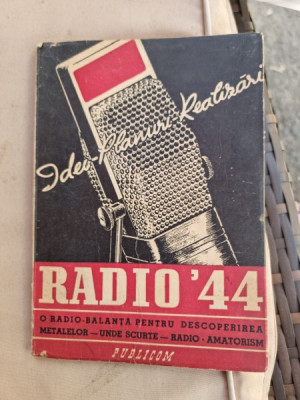 Idei-Planuri-Realizări
RADIO '44
O RADIO-BALANȚĂ PENTRU DESCOPERIREA
METALELOR — UNDE SCURTE — RADIO-AMATORISM
PUBLICOM